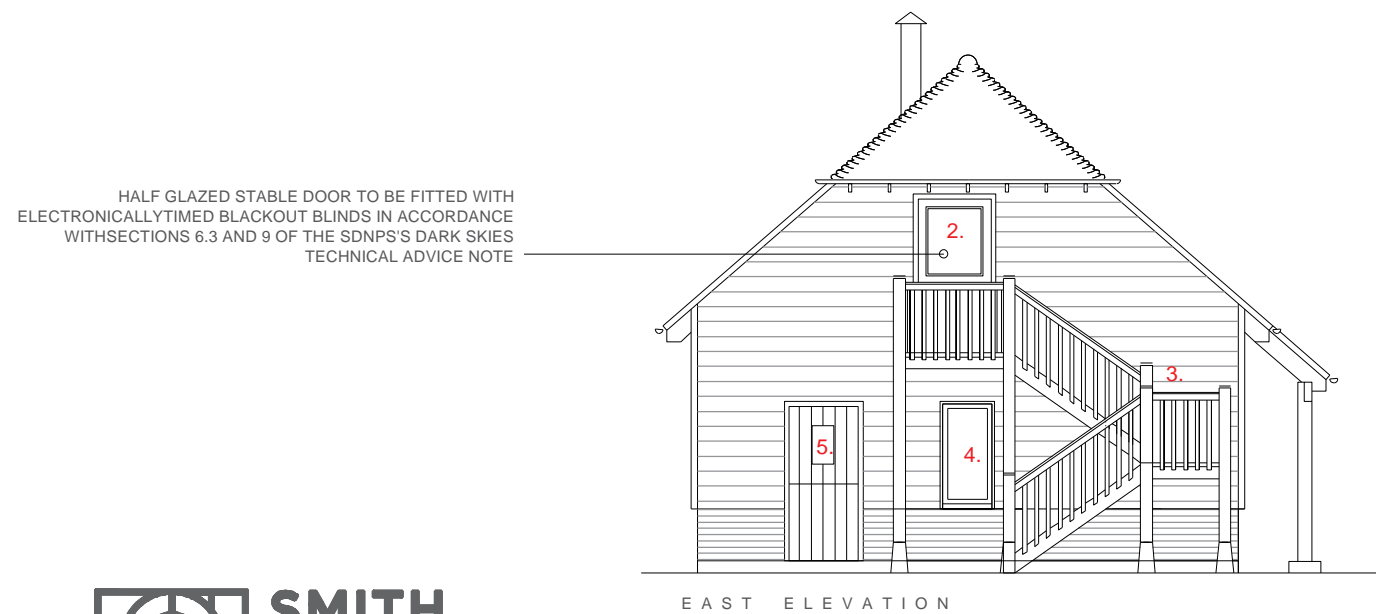 HALF GLAZED STABLE DOOR TO BE FITTED WITH
ELECTRONICALLYTIMED BLACKOUT BLINDS IN ACCORDANCE
WITHSECTIONS 6.3 AND 9 OF THE SDNPS'S DARK SKIES
TECHNICAL ADVICE NOTE
2.
3.
5.
4.
SMITH
EAST ELEVATION